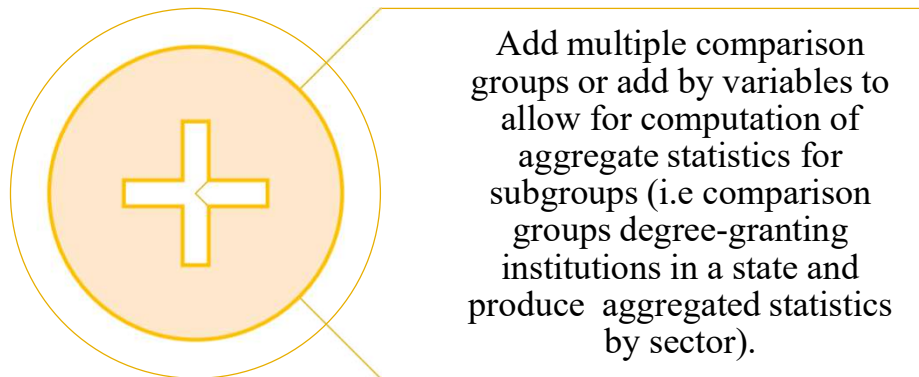 Add multiple comparison
groups or add by variables to
allow for computation of
aggregate statistics for
subgroups (i.e comparison
groups degree-granting
institutions in a state and
produce  aggregated statistics
by sector).